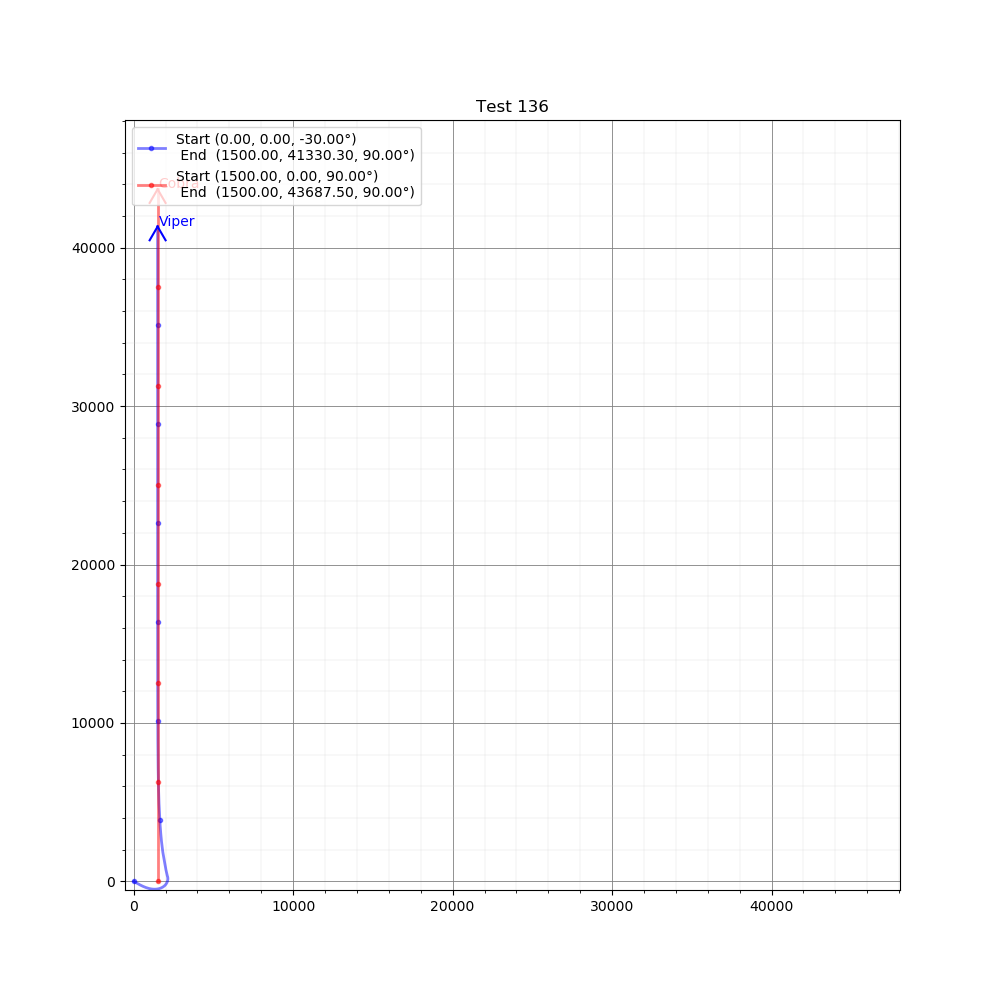 Test 136
Start (0.00, 0.00, -30.00°)
End (1500.00, 41330.30, 90.00°)
Start (1500.00, 0.00, 90.00°)
End (1500.00, 43687.50, 90.00°)
Viper
40000
30000
20000
10000
0
0 10000 20000 30000 40000